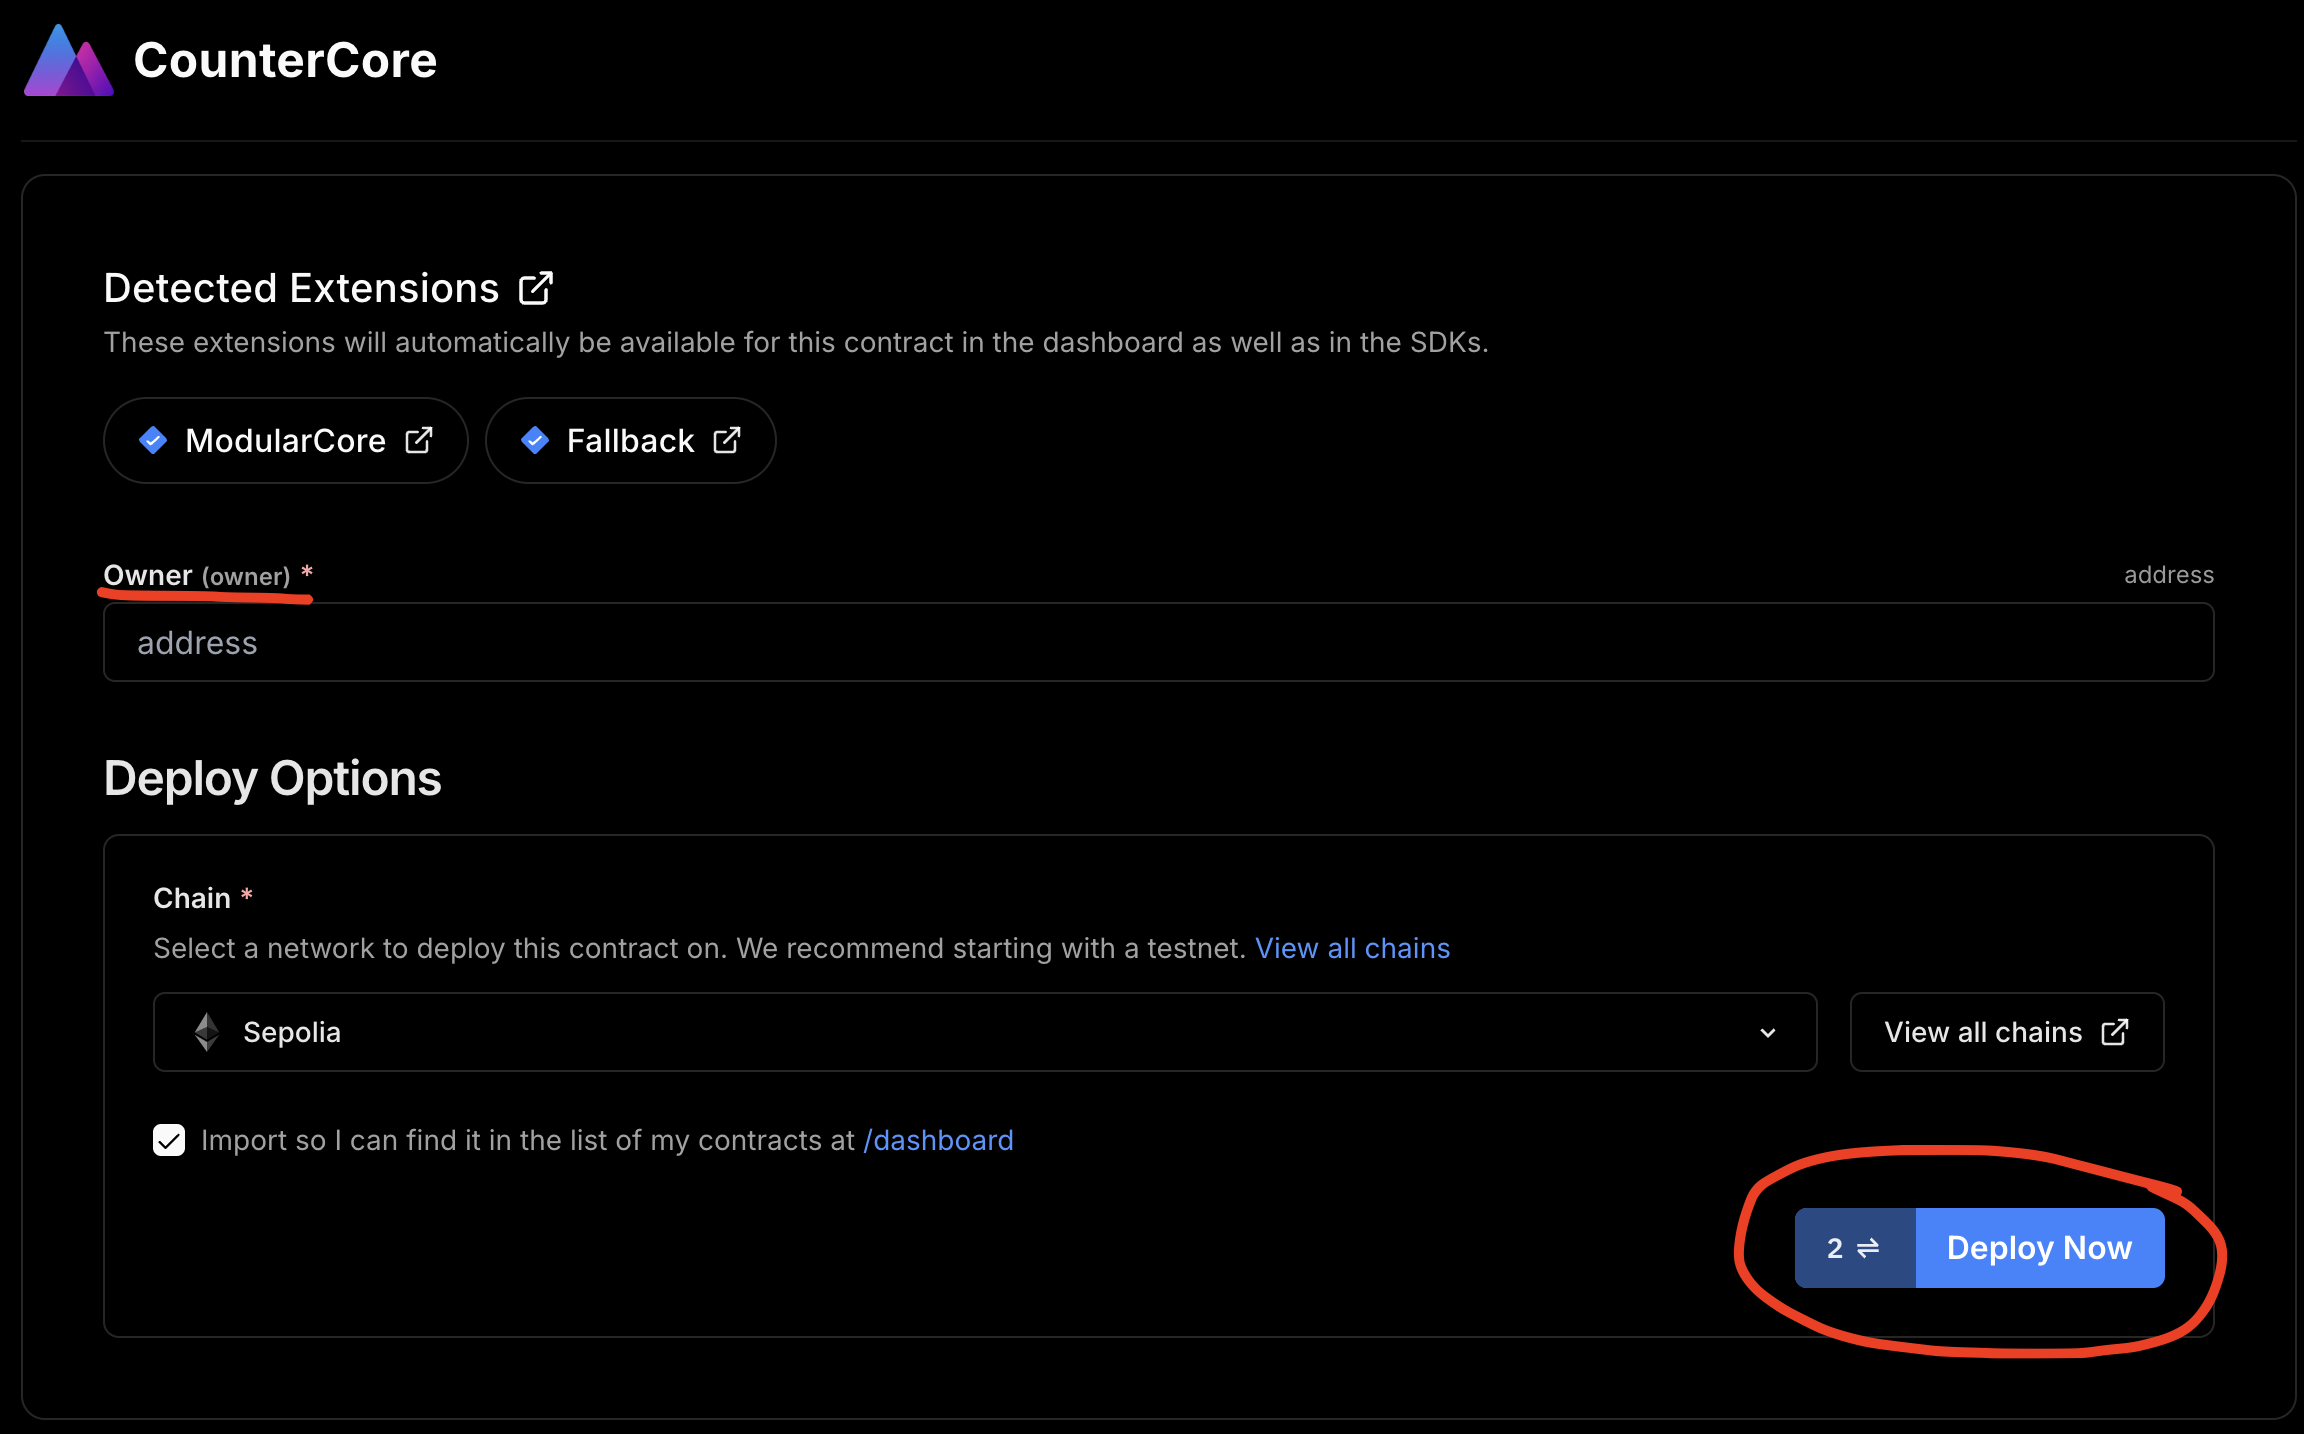 CounterCore
Detected Extensions
These extensions will automatically be available for this contract in the dashboard as well as in the SDKs.
ModularCore Fallback
Owner (owner) * address
address
Deploy Options
Chain *
Select a network to deploy this contract on. We recommend starting with a testnet. View all chains
Sepolia View all chains
Import so I can find it in the list of my contracts at /dashboard
2 ⇌ Deploy Now